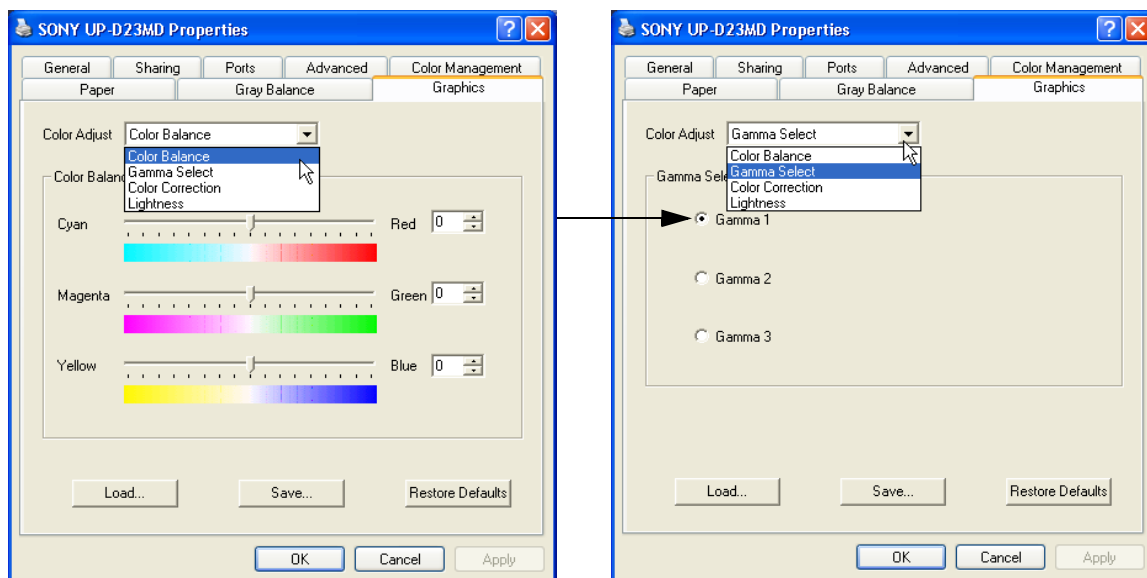 SONY UP-D23MD Properties
General Sharing Ports Advanced Color Management
Paper Gray Balance Graphics
Color Adjust Color Balance
Color Balance
Gamma Select
Color Correction
Lightness
Color Balan
Cyan Red 0
Magenta Green 0
Yellow Blue 0
Load... Save... Restore Defaults
OK Cancel Apply
SONY UP-D23MD Properties
General Sharing Ports Advanced Color Management
Paper Gray Balance Graphics
Color Adjust Gamma Select
Color Balance
Gamma Select
Color Correction
Lightness
Gamma Sele
Gamma 1
Gamma 2
Gamma 3
Load... Save... Restore Defaults
OK Cancel Apply